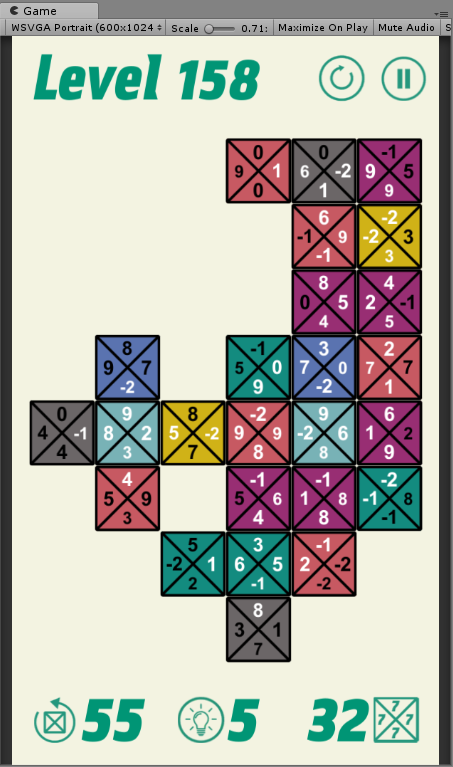 Game
WSVGA Portrait (600x1024 Scale 0.71: Maximize On Play Mute Audio S
Level 158
0 0 -1
9 1 6 -2 9 5
0 1 9
6 -2
-1 9 -2 3
-1 3
8 4
0 5 2 -1
4 5
8 -1 3 2
9 7 5 0 7 0 7 7
-2 9 -2 1
0 9 8 -2 9 6
4 -1 8 2 5 -2 9 9 -2 6 1 2
4 3 7 8 8 9
4 -1 -1 -2
5 9 5 6 1 8 -1 8
3 4 8 -1
5 3 -1
-2 1 6 5 2 -2
2 -1 -2
8
3 1
7
55 5 32 7 7 7 7